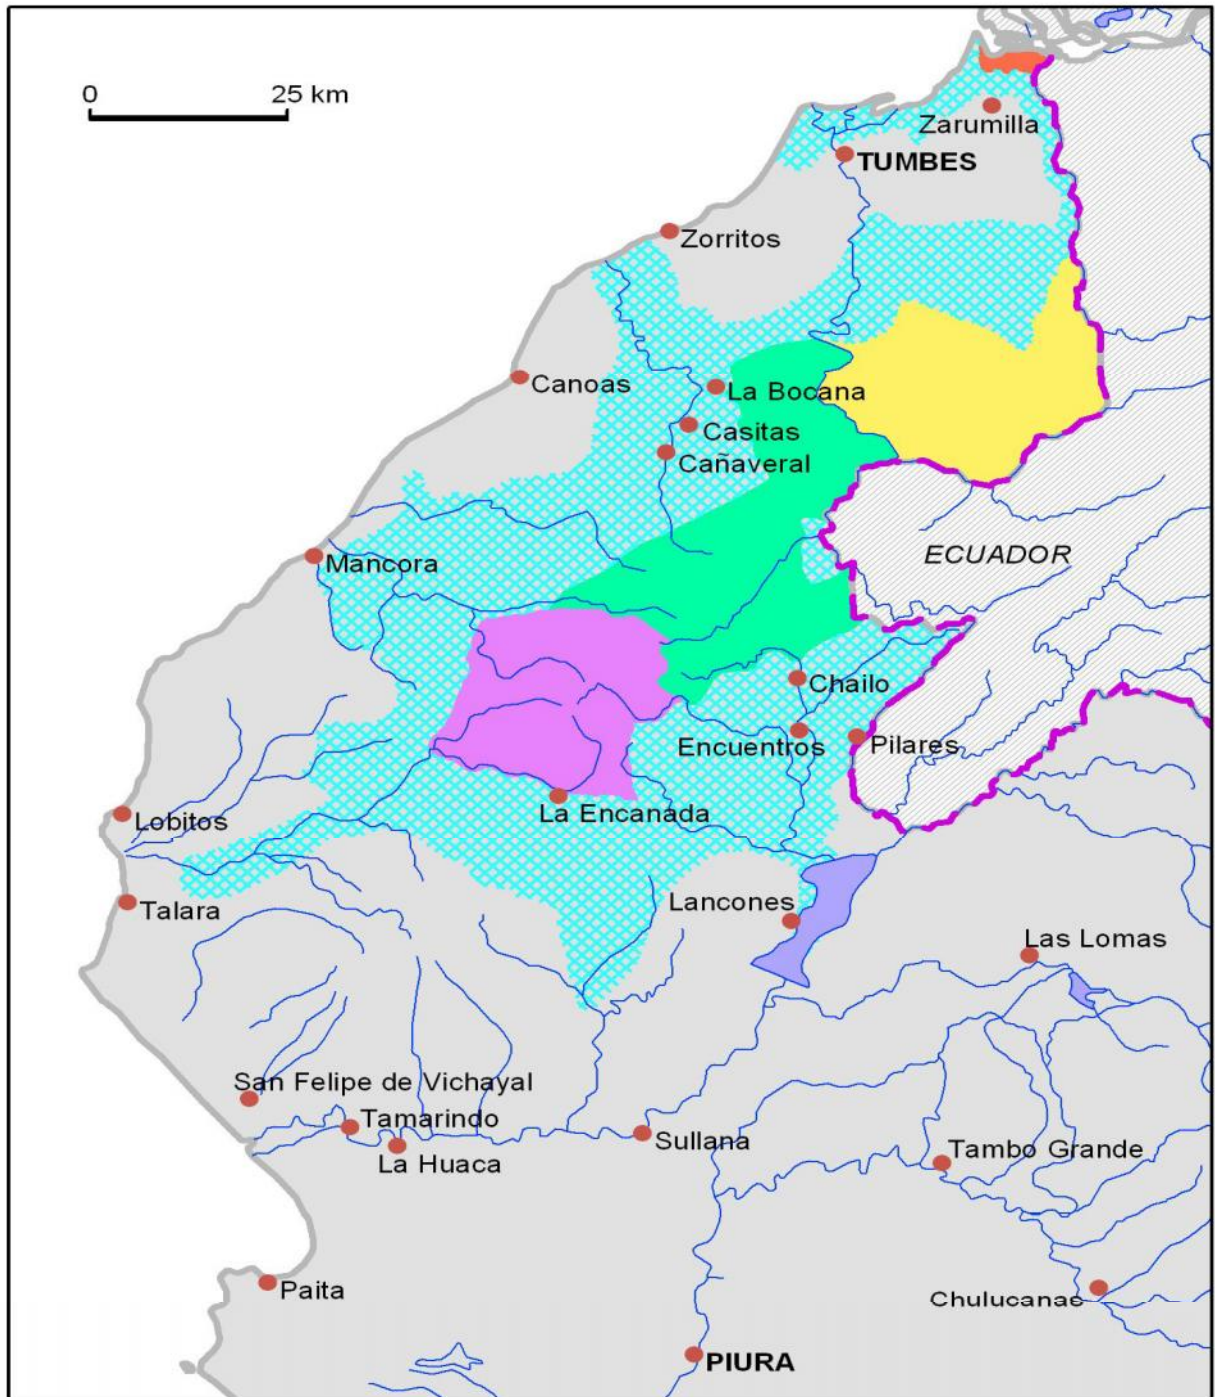 0 25 km
Zarumilla
TUMBES
Zorritos
Canoas
La Bocana
Casitas
Cañaveral
ECUADOR
Mancora
Chailo
Encuentros
Pilares
La Encanada
Lobitos
Talara
Lancones
Las Lomas
San Felipe de Vichayal
Tamarindo
La Huaca
Sullana
Tambo Grande
Paita
Chulucanas
PIURA